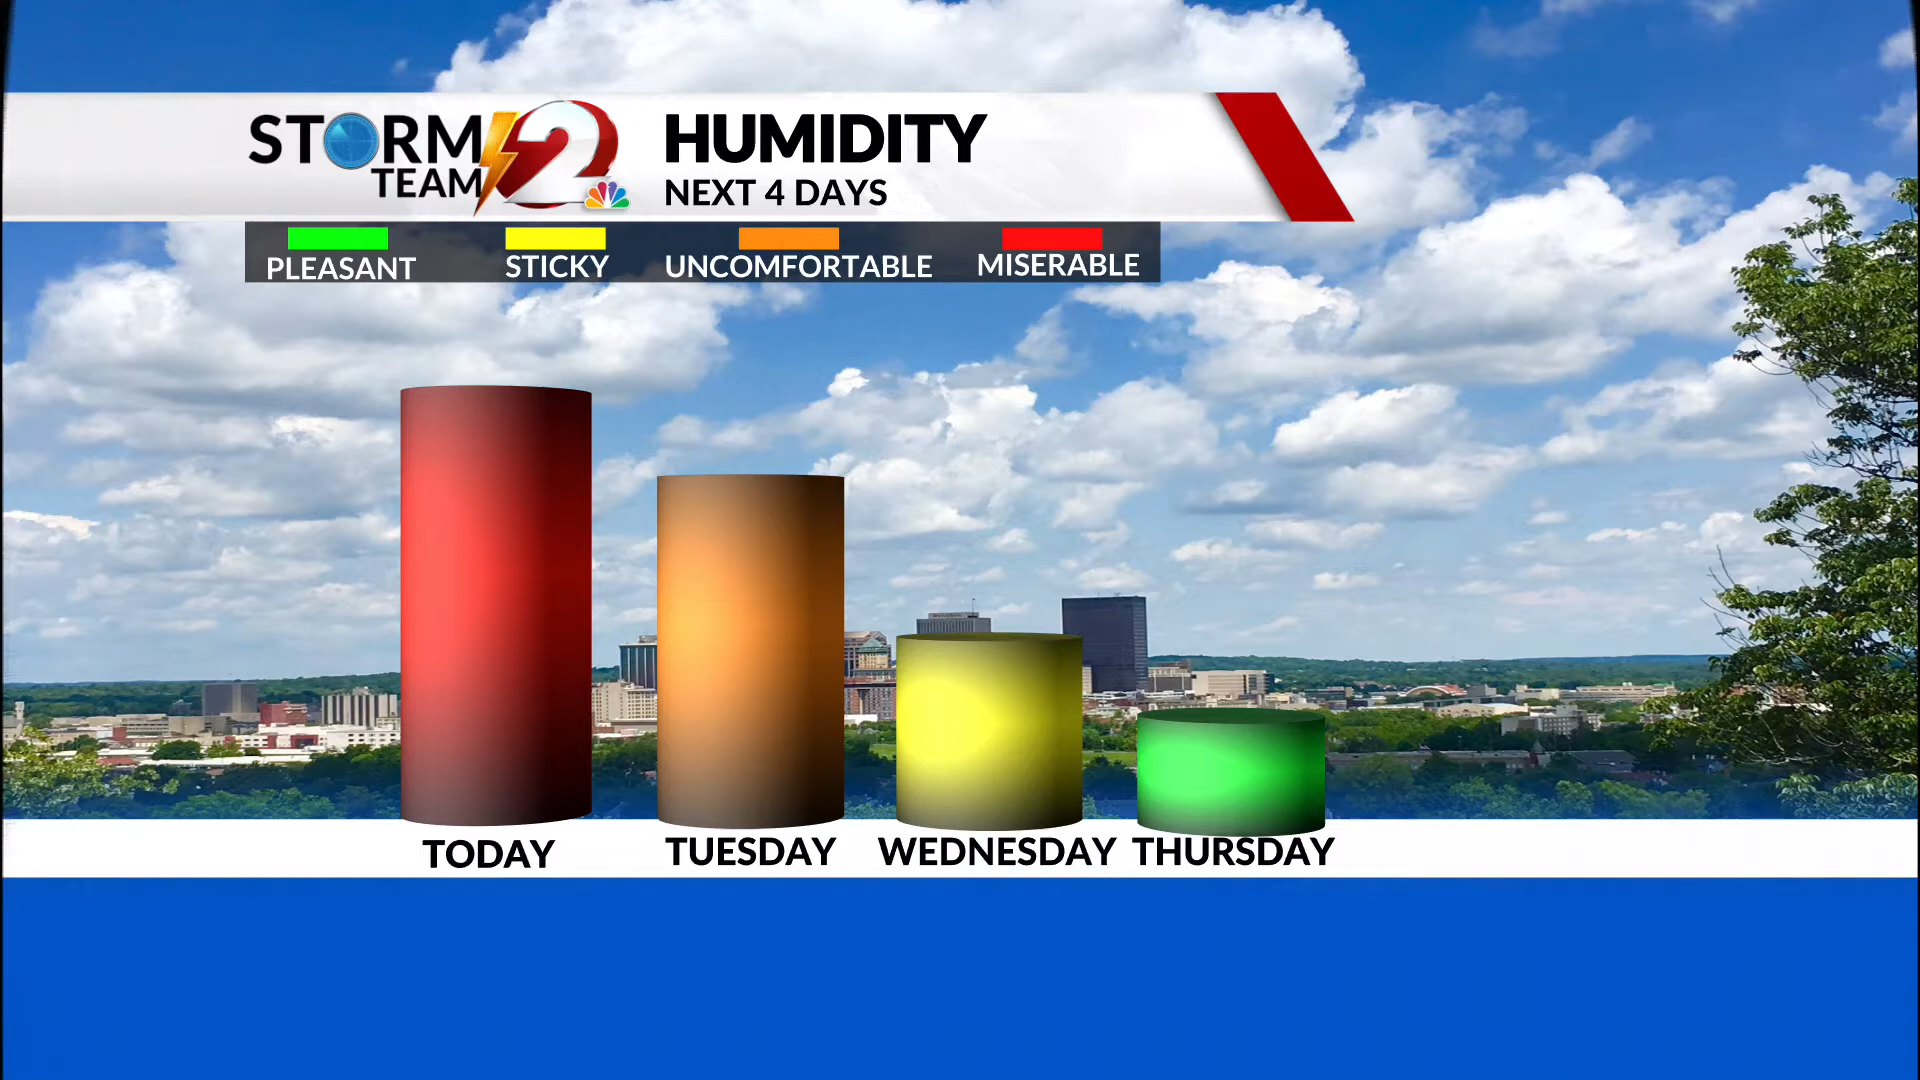 STORM
TEAM
2
HUMIDITY
NEXT 4 DAYS
PLEASANT STICKY UNCOMFORTABLE MISERABLE
TODAY TUESDAY WEDNESDAY THURSDAY